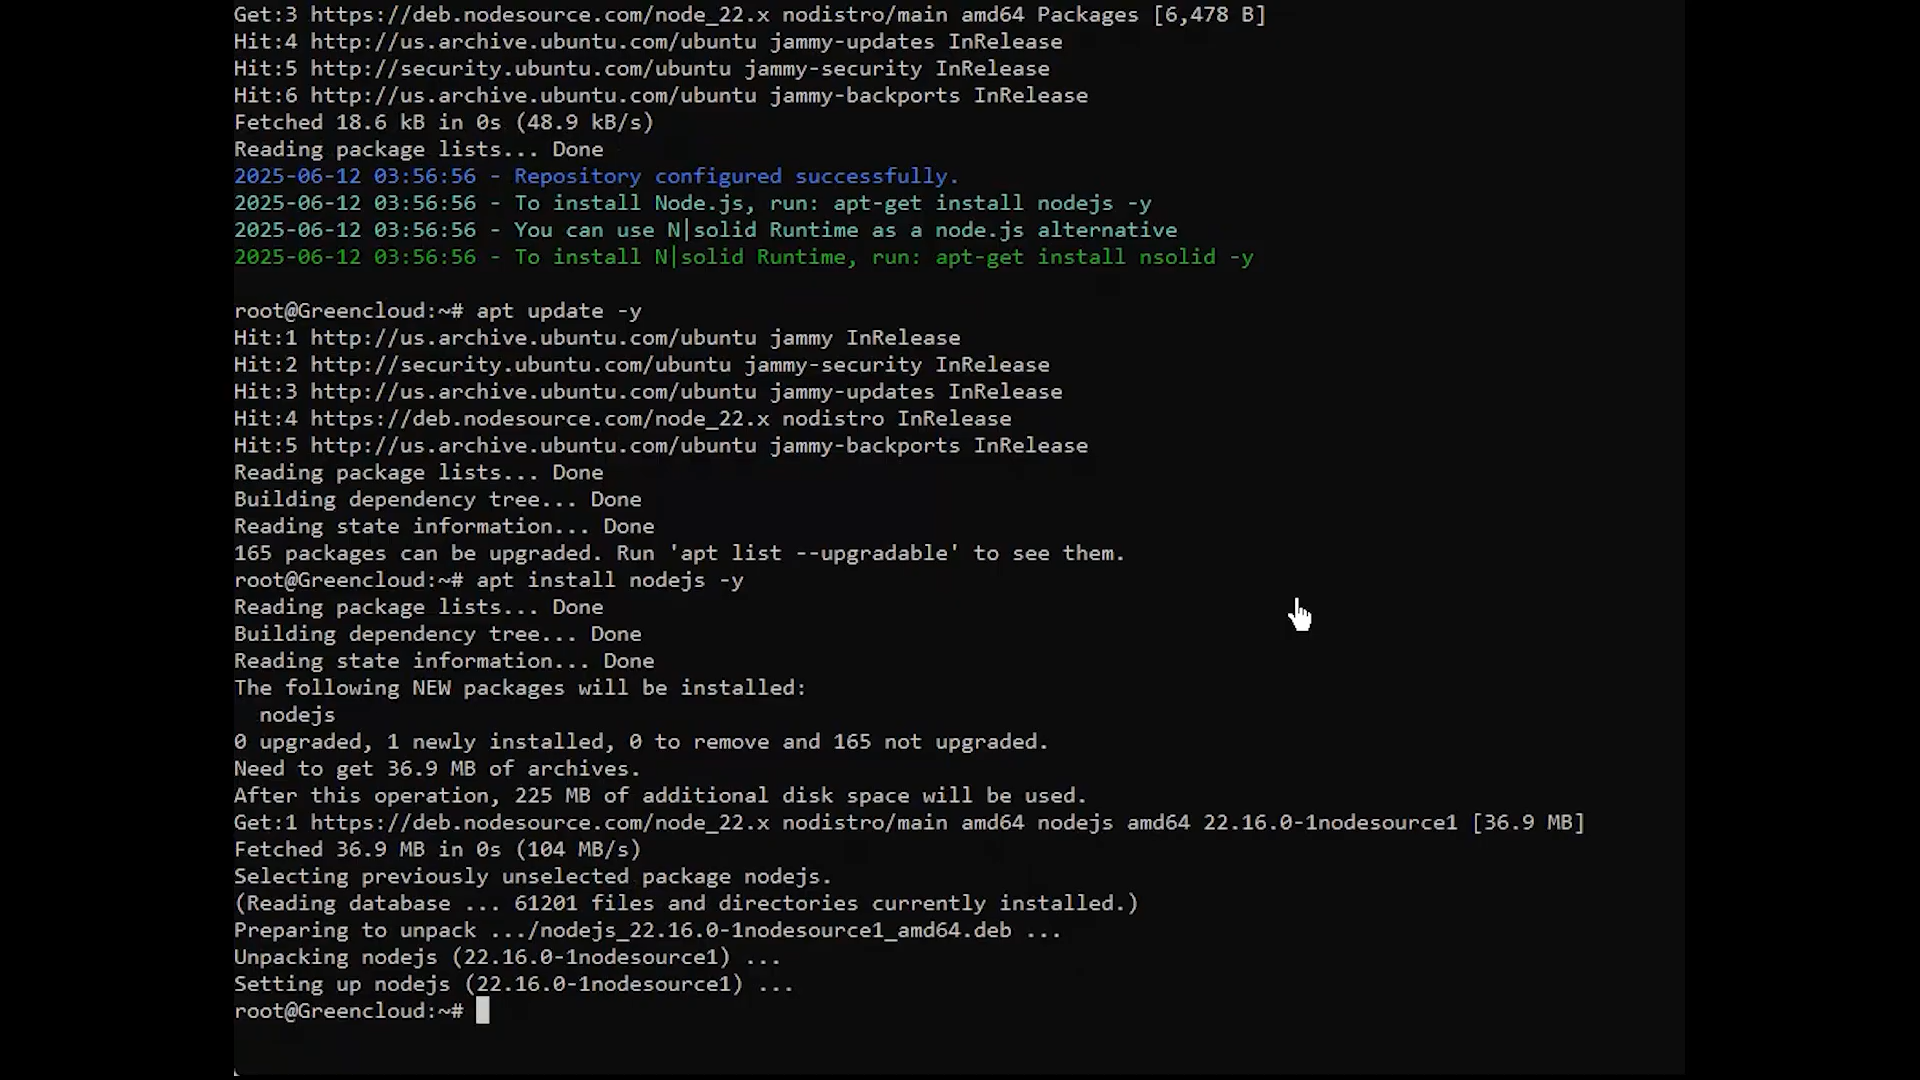 Get:3 https://deb.nodesource.com/node_22.x nodistro/main amd64 Packages [6,478 B]
Hit:4 http://us.archive.ubuntu.com/ubuntu jammy-updates InRelease
Hit:5 http://security.ubuntu.com/ubuntu jammy-security InRelease
Hit:6 http://us.archive.ubuntu.com/ubuntu jammy-backports InRelease
Fetched 18.6 kB in 0s (48.9 kB/s)
Reading package lists... Done
2025-06-12 03:56:56 - Repository configured successfully.
2025-06-12 03:56:56 - To install Node.js, run: apt-get install nodejs -y
2025-06-12 03:56:56 - You can use N|solid Runtime as a node.js alternative
2025-06-12 03:56:56 - To install N|solid Runtime, run: apt-get install nsolid -y
root@Greencloud:~# apt update -y
Hit:1 http://us.archive.ubuntu.com/ubuntu jammy InRelease
Hit:2 http://security.ubuntu.com/ubuntu jammy-security InRelease
Hit:3 http://us.archive.ubuntu.com/ubuntu jammy-updates InRelease
Hit:4 https://deb.nodesource.com/node_22.x nodistro InRelease
Hit:5 http://us.archive.ubuntu.com/ubuntu jammy-backports InRelease
Reading package lists... Done
Building dependency tree... Done
Reading state information... Done
165 packages can be upgraded. Run 'apt list --upgradable' to see them.
root@Greencloud:~# apt install nodejs -y
Reading package lists... Done
Building dependency tree... Done
Reading state information... Done
The following NEW packages will be installed:
nodejs
0 upgraded, 1 newly installed, 0 to remove and 165 not upgraded.
Need to get 36.9 MB of archives.
After this operation, 225 MB of additional disk space will be used.
Get:1 https://deb.nodesource.com/node_22.x nodistro/main amd64 nodejs amd64 22.16.0-1nodesource1 [36.9 MB]
Fetched 36.9 MB in 0s (104 MB/s)
Selecting previously unselected package nodejs.
(Reading database ... 61201 files and directories currently installed.)
Preparing to unpack .../nodejs_22.16.0-1nodesource1_amd64.deb ...
Unpacking nodejs (22.16.0-1nodesource1) ...
Setting up nodejs (22.16.0-1nodesource1) ...
root@Greencloud:~#